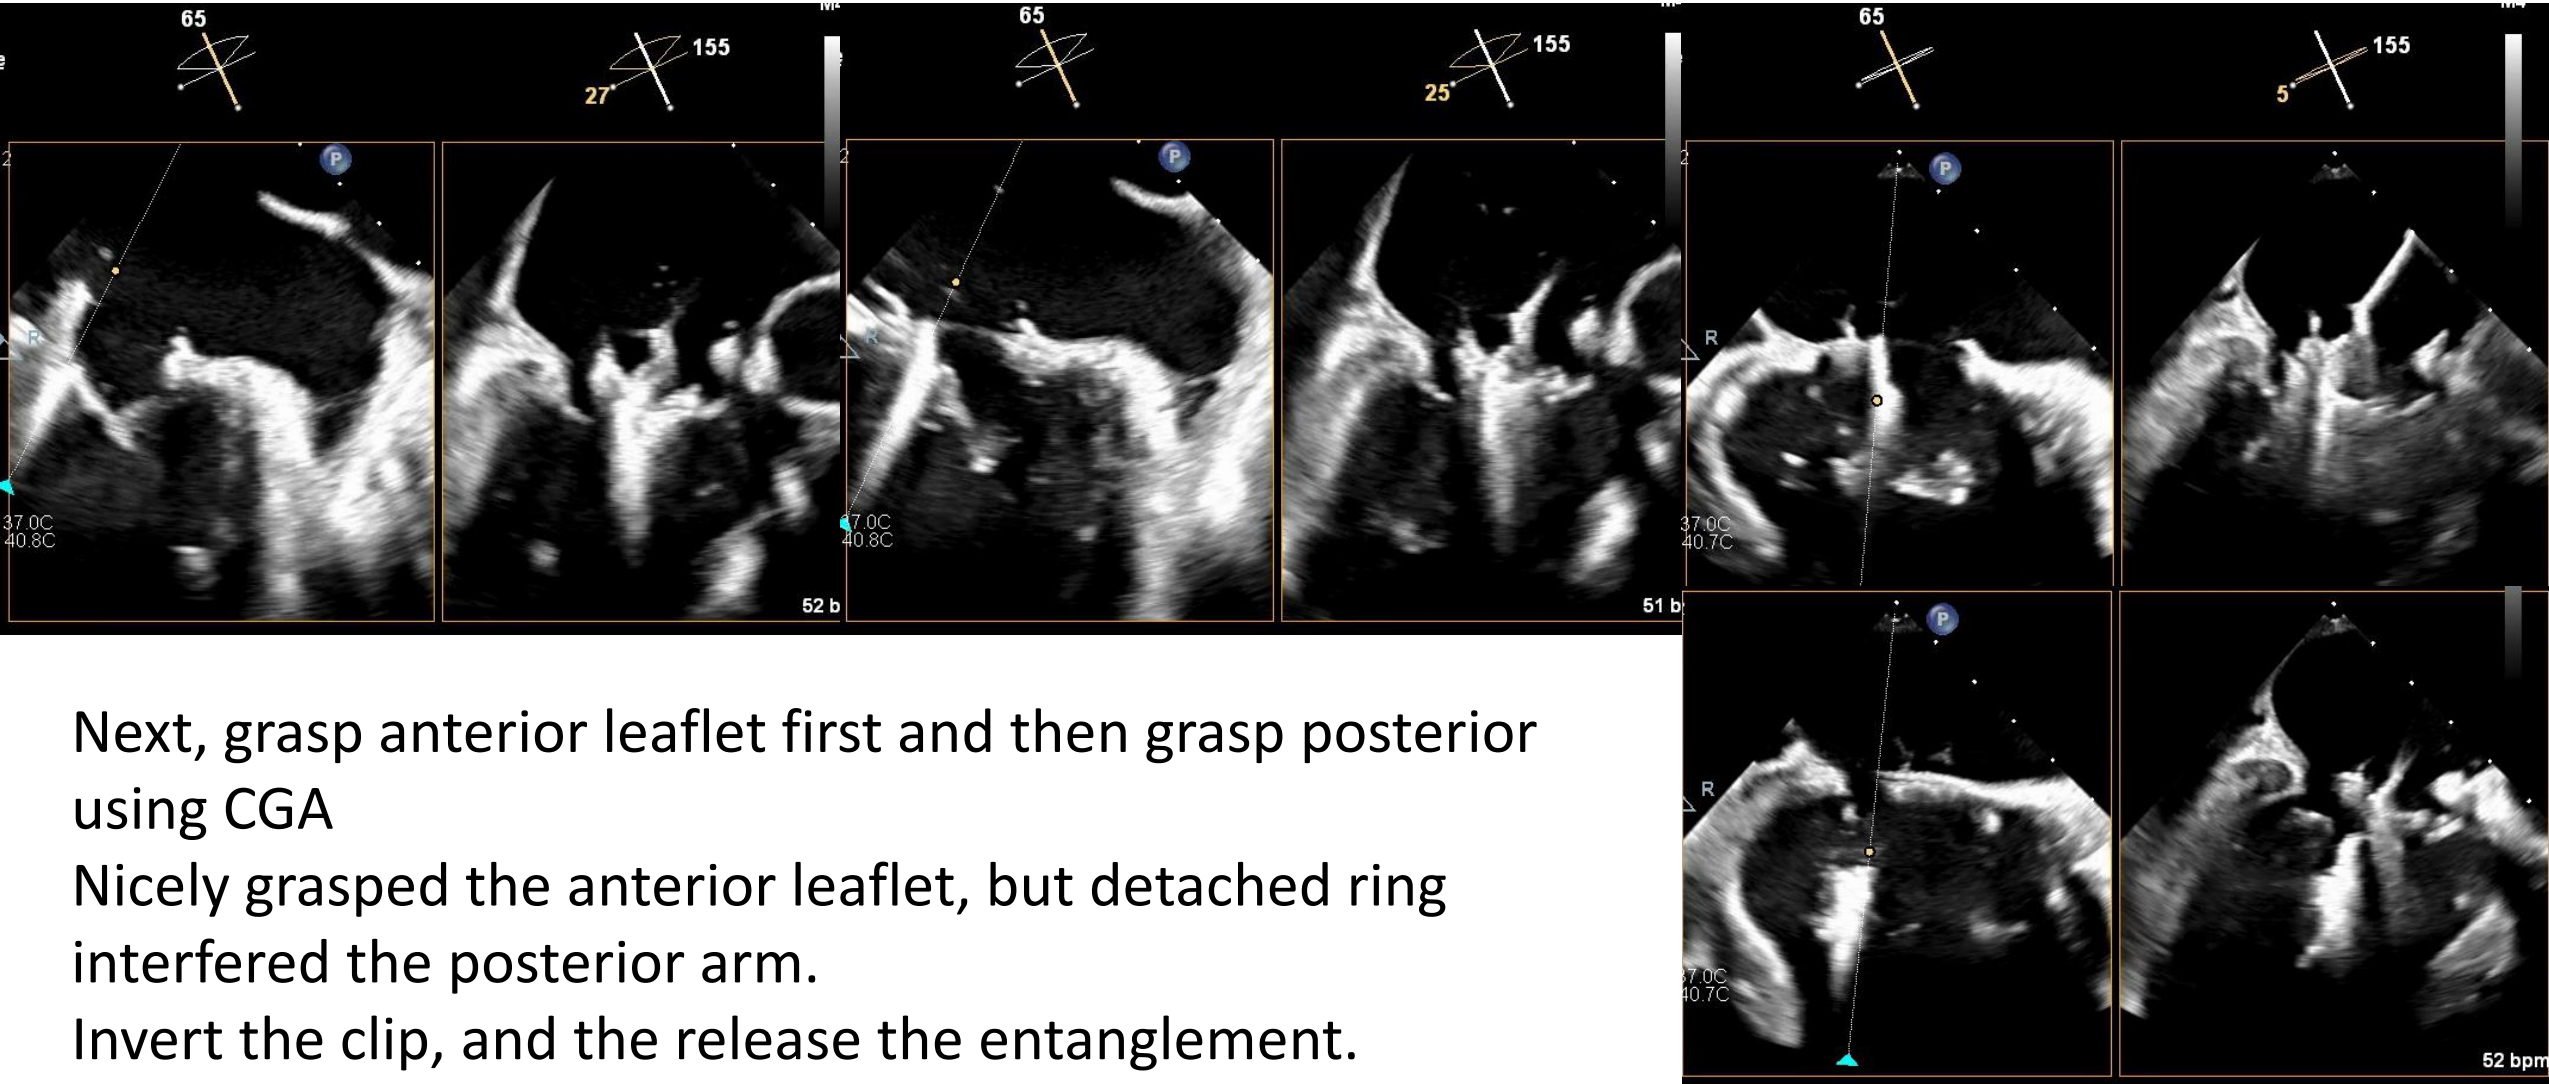 65
155
27
65
155
25
65
155
5
P
P
P
R
R
R
37.0C
40.8C
37.0C
40.8C
37.0C
40.7C
52 b
51 b
P
R
37.0C
40.7C
52 bpm
Next, grasp anterior leaflet first and then grasp posterior
using CGA
Nicely grasped the anterior leaflet, but detached ring
interfered the posterior arm.
Invert the clip, and the release the entanglement.